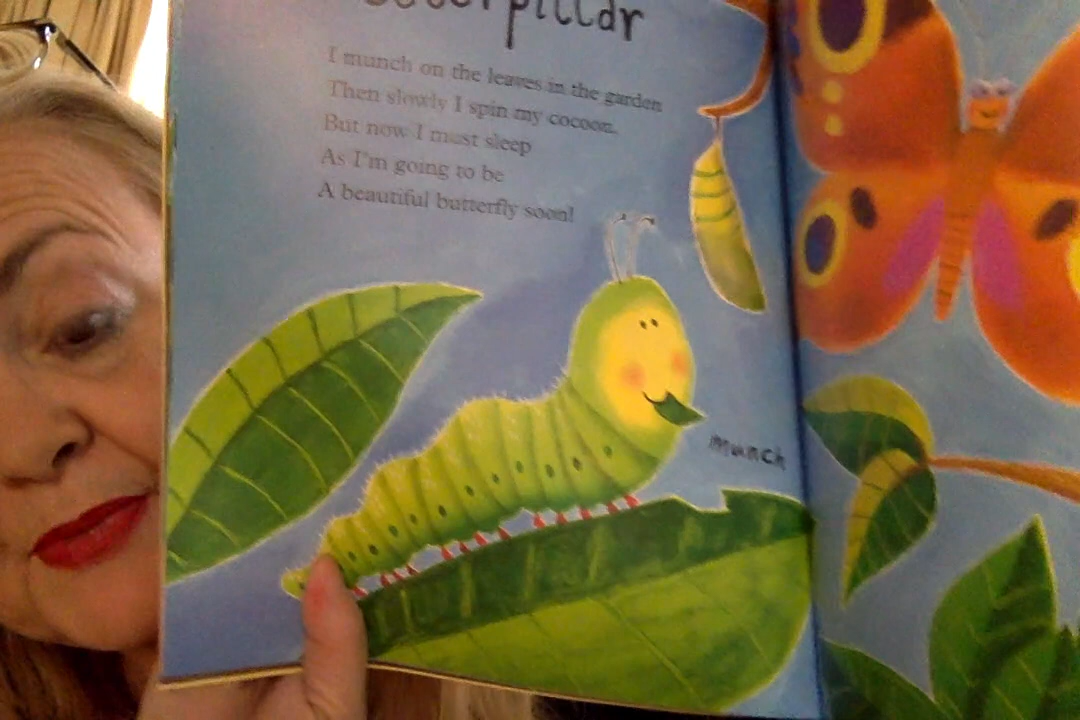 Caterpillar
I munch on the leaves in the garden
Then slowly I spin my cocoon.
But now I must sleep
As I'm going to be
A beautiful butterfly soon!
munch